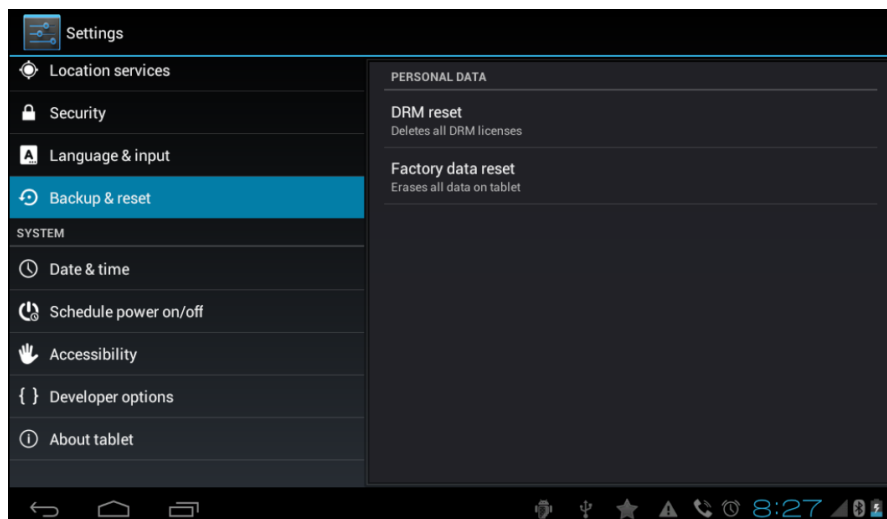 Settings
Location services
Security
Language & input
Backup & reset
SYSTEM
Date & time
Schedule power on/off
Accessibility
{ } Developer options
About tablet
PERSONAL DATA
DRM reset
Deletes all DRM licenses
Factory data reset
Erases all data on tablet
8:27